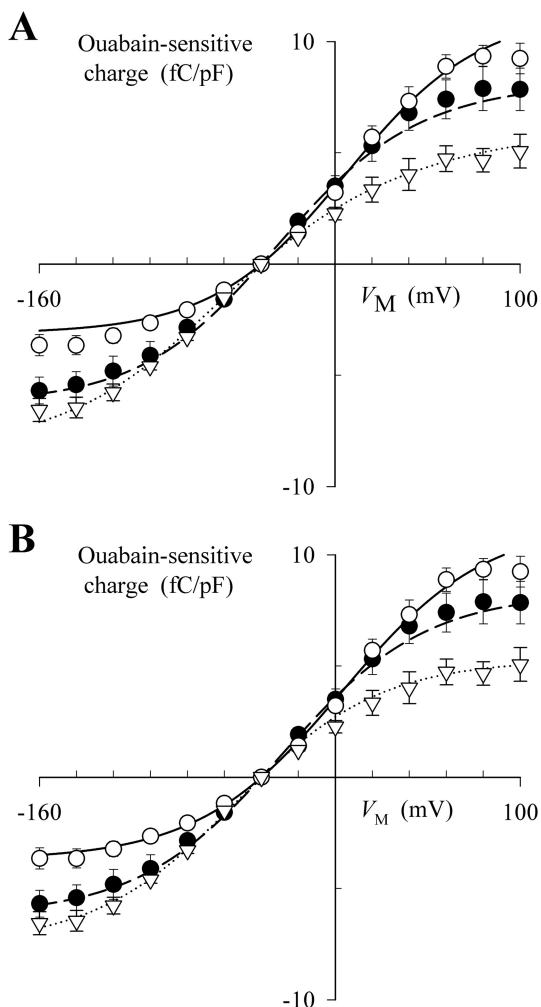 A
Ouabain-sensitive
charge (fC/pF)
10
-160
VM (mV)
100
-10
B
Ouabain-sensitive
charge (fC/pF)
10
-160
VM (mV)
100
-10